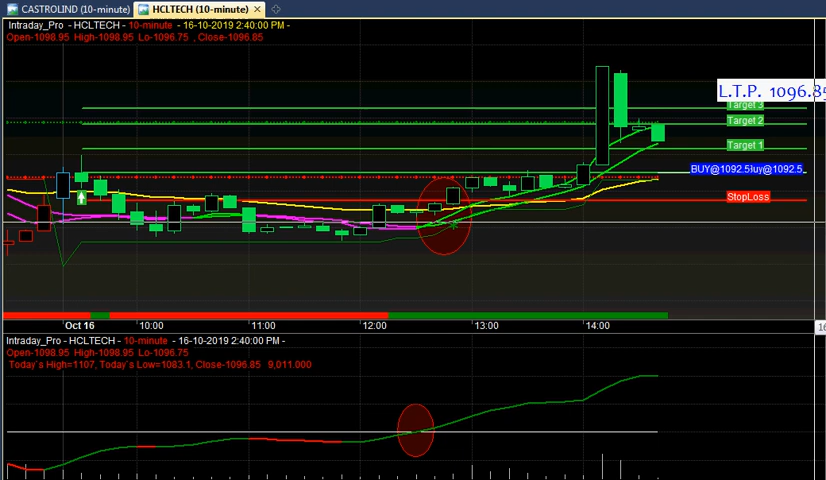 CASTROLIND (10-minute) HCLTECH (10-minute)
Intraday_Pro - HCLTECH - 10-minute - 16-10-2019 2:40:00 PM -
Open-1098.95 High-1098.95 Lo-1096.75 , Close-1096.85
L.T.P. 1096.85
Target 3
Target 2
Target 1
BUY@1092.5
uy@1092.5
StopLoss
Oct 16 10:00 11:00 12:00 13:00 14:00 16
Intraday_Pro - HCLTECH - 10-minute - 16-10-2019 2:40:00 PM -
Open-1098.95 High-1098.95 Lo-1096.75
Today`s High=1107, Today`s Low=1083.1, Close-1096.85 9,011.000